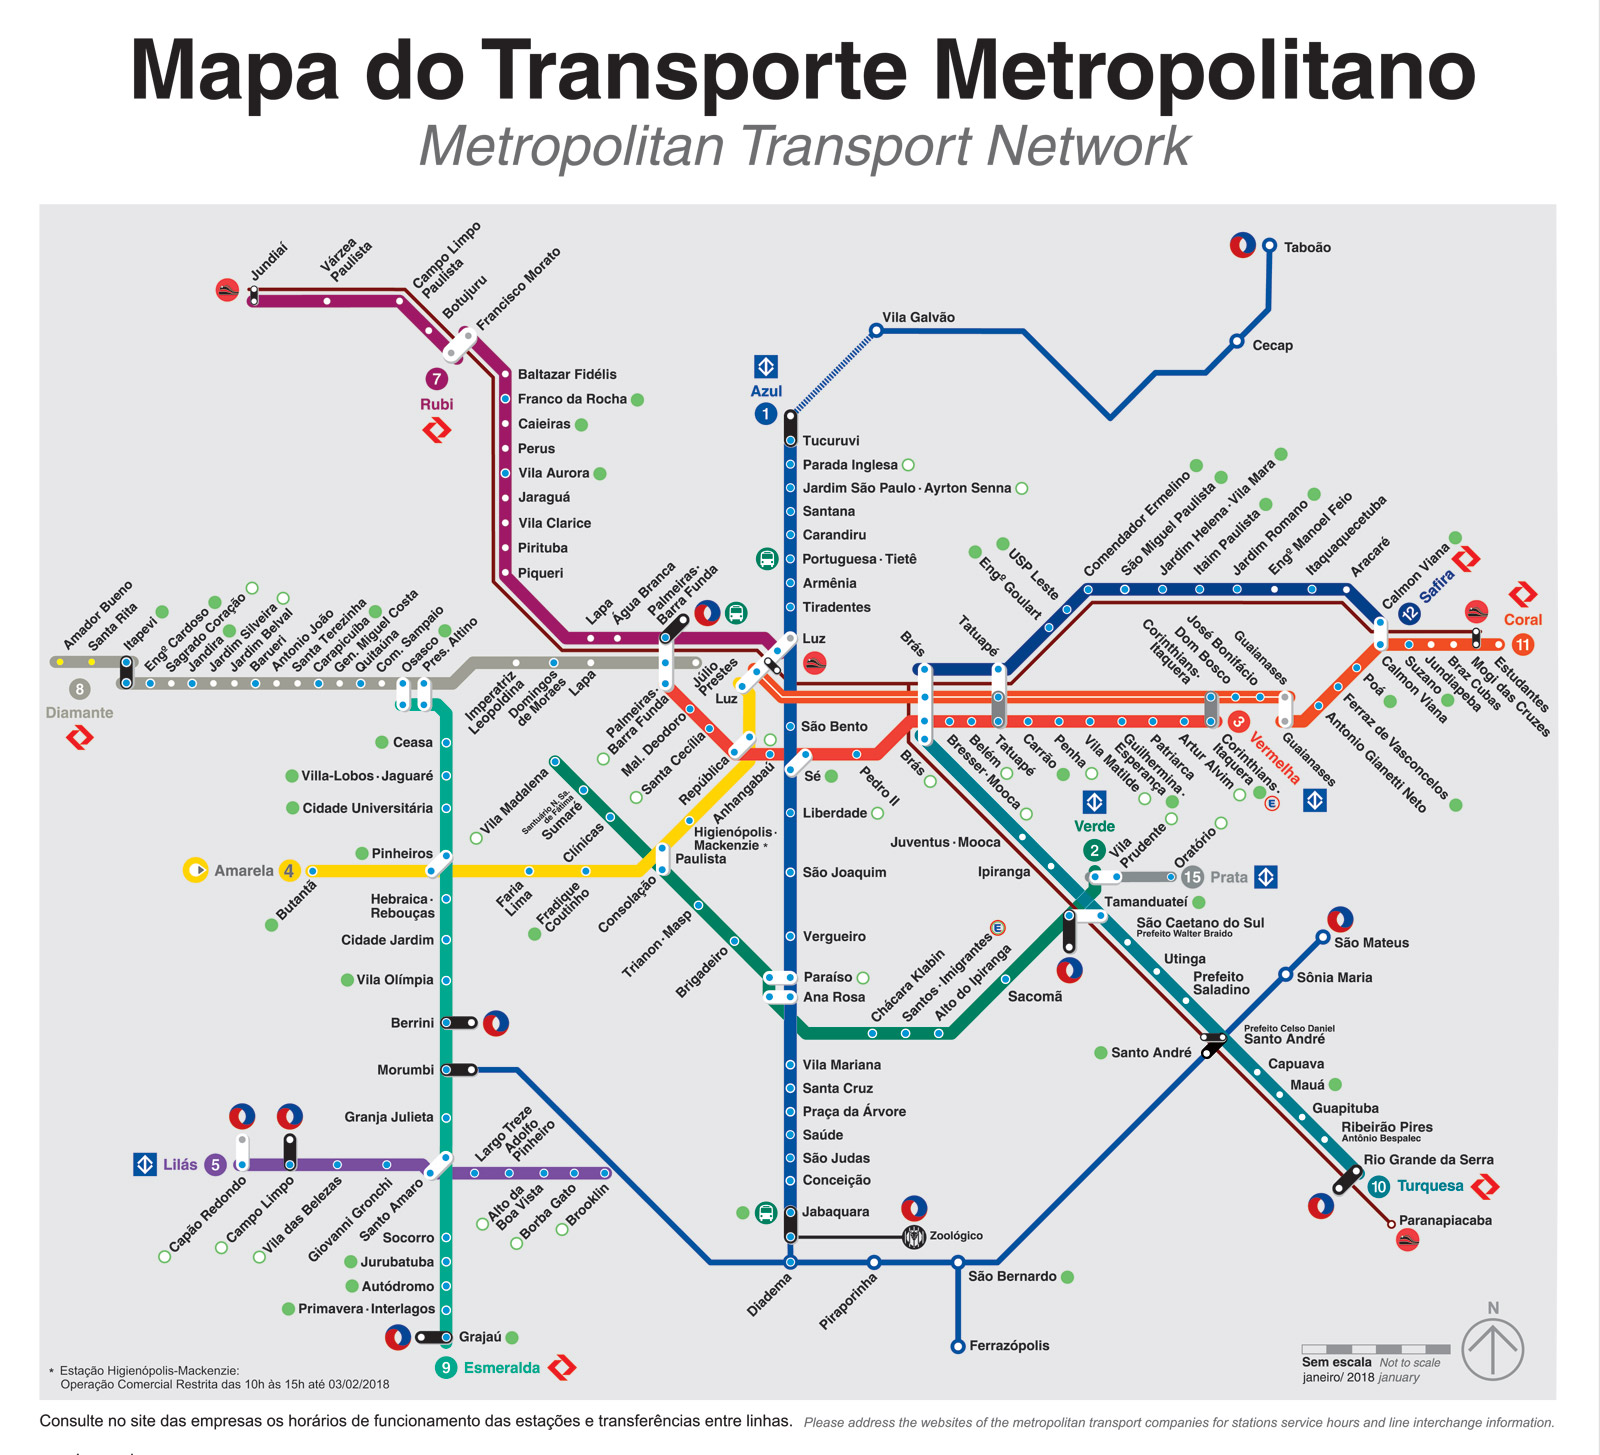 Mapa do Transporte Metropolitano
Metropolitan Transport Network
Jundiaí
Várzea
Paulista
Campo Limpo
Paulista
Botujuru
Francisco Morato
7
Rubi
Baltazar Fidélis
Franco da Rocha
Caieiras
Perus
Vila Aurora
Jaraguá
Vila Clarice
Pirituba
Piqueri
Lapa
Água Branca
Palmeiras·
Barra Funda
Taboão
Cecap
Vila Galvão
Azul
1
Tucuruvi
Parada Inglesa
Jardim São Paulo · Ayrton Senna
Santana
Carandiru
Portuguesa · Tietê
Armênia
Tiradentes
Luz
São Bento
Sé
Liberdade
São Joaquim
Vergueiro
Paraíso
Ana Rosa
Vila Mariana
Santa Cruz
Praça da Árvore
Saúde
São Judas
Conceição
Jabaquara
Zoológico
Amador Bueno
Santa Rita
Itapevi
Engº Cardoso
Sagrado Coração
Jandira
Jardim Silveira
Jardim Belval
Barueri
Antonio João
Santa Terezinha
Carapicuíba
Gen. Miguel Costa
Quitaúna
Com. Sampaio
Osasco
Pres. Altino
Imperatriz
Leopoldina
Domingos
de Moraes
Lapa
Palmeiras·
Barra Funda
Júlio
Prestes
8
Diamante
Luz
Mal. Deodoro
Santa Cecília
República
Anhangabaú
Pedro II
Brás
Brás
Tatuapé
Bresser·Mooca
Belém
Tatuapé
Carrão
Penha
Vila
Matilde
Guilhermina·
Esperança
Patriarca
Artur Alvim
Corinthians·
Itaquera
E
3
Vermelha
USP Leste
Engº Goulart
Comendador Ermelino
São Miguel Paulista
Jardim Helena · Vila Mara
Itaim Paulista
Jardim Romano
Engº Manoel Feio
Itaquaquecetuba
Aracaré
Calmon Viana
12
Safira
Coral
11
Corinthians·
Itaquera
Dom Bosco
José Bonifácio
Guaianases
Guaianases
Antonio Gianetti Neto
Ferraz de Vasconcelos
Poá
Calmon Viana
Suzano
Jundiapeba
Braz Cubas
Mogi das Cruzes
Estudantes
Ceasa
Villa-Lobos · Jaguaré
Cidade Universitária
Pinheiros
Hebraica ·
Rebouças
Cidade Jardim
Vila Olímpia
Berrini
Morumbi
Granja Julieta
Santo Amaro
Socorro
Jurubatuba
Autódromo
Primavera · Interlagos
Grajaú
9
Esmeralda
Vila Madalena
Santuário N. Sa.
de Fátima
Sumaré
Clínicas
Consolação
Trianon · Masp
Brigadeiro
Chácara Klabin
Santos · Imigrantes
E
Alto do Ipiranga
Sacomã
Tamanduateí
Verde
2
Vila
Prudente
Oratório
15
Prata
Amarela
4
Butantã
Faria
Lima
Fradique
Coutinho
Paulista
Higienópolis ·
Mackenzie *
Juventus · Mooca
Ipiranga
São Caetano do Sul
Prefeito Walter Braido
Utinga
Prefeito
Saladino
Prefeito Celso Daniel
Santo André
Santo André
Capuava
Mauá
Guapituba
Ribeirão Pires
Antônio Bespalec
Rio Grande da Serra
10
Turquesa
Paranapiacaba
São Mateus
Sônia Maria
Lilás
5
Capão Redondo
Campo Limpo
Vila das Belezas
Giovanni Gronchi
Largo Treze
Adolfo
Pinheiro
Alto da
Boa Vista
Borba Gato
Brooklin
Diadema
Piraporinha
São Bernardo
Ferrazópolis
N
Sem escala Not to scale
janeiro/ 2018 january
* Estação Higienópolis-Mackenzie:
Operação Comercial Restrita das 10h às 15h até 03/02/2018
Consulte no site das empresas os horários de funcionamento das estações e transferências entre linhas. Please address the websites of the metropolitan transport companies for stations service hours and line interchange information.